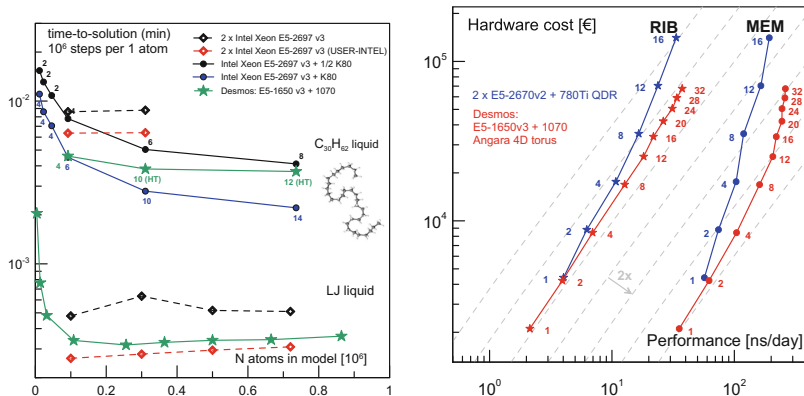 time-to-solution (min)
10⁶ steps per 1 atom
2 x Intel Xeon E5-2697 v3
2 x Intel Xeon E5-2697 v3 (USER-INTEL)
Intel Xeon E5-2697 v3 + 1/2 K80
Intel Xeon E5-2697 v3 + K80
Desmos: E5-1650 v3 + 1070
10⁻²
10⁻³
2
2
2
4
4
4
6
6
10
8
14
4
10 (HT)
12 (HT)
C₃₀H₆₂ liquid
LJ liquid
N atoms in model [10⁶]
0
0.2
0.4
0.6
0.8
1
Hardware cost [€]
RIB
MEM
10⁵
10⁴
2 x E5-2670v2 + 780Ti QDR
Desmos:
E5-1650v3 + 1070
Angara 4D torus
16
12
8
4
2
1
32
28
24
20
16
12
8
4
2
1
16
12
8
4
2
1
32
28
24
20
16
12
8
4
2
1
2x
Performance [ns/day]
10⁰
10¹
10²